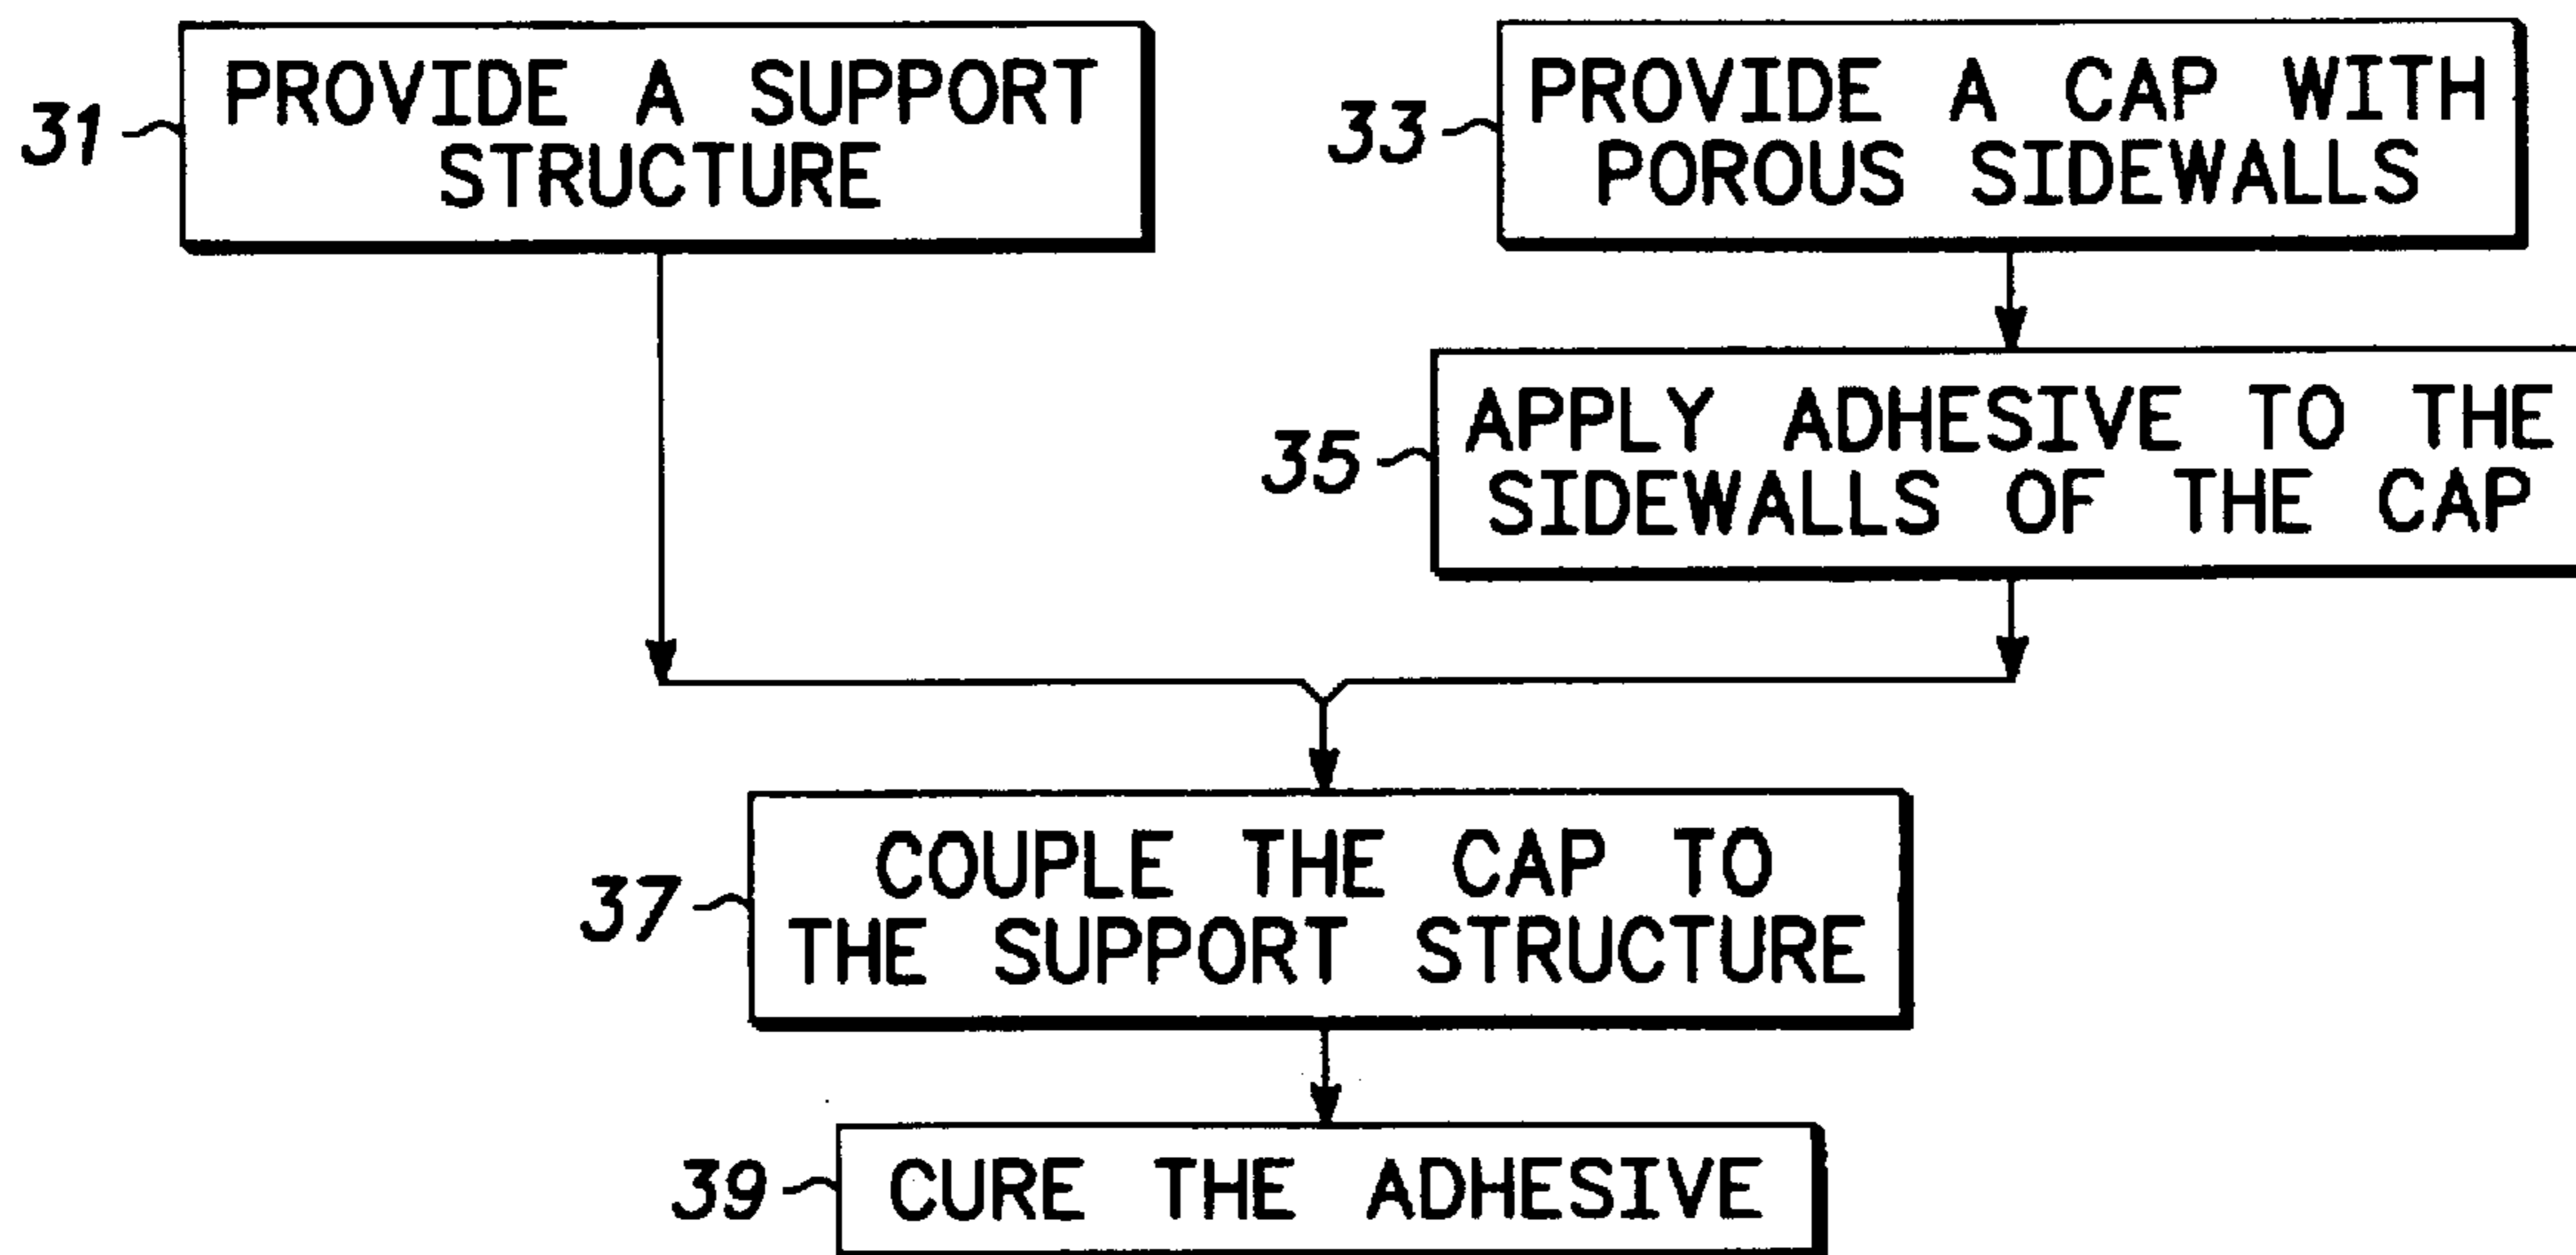 31
PROVIDE A SUPPORT
STRUCTURE
33
PROVIDE A CAP WITH
POROUS SIDEWALLS
35
APPLY ADHESIVE TO THE
SIDEWALLS OF THE CAP
37
COUPLE THE CAP TO
THE SUPPORT STRUCTURE
39
CURE THE ADHESIVE